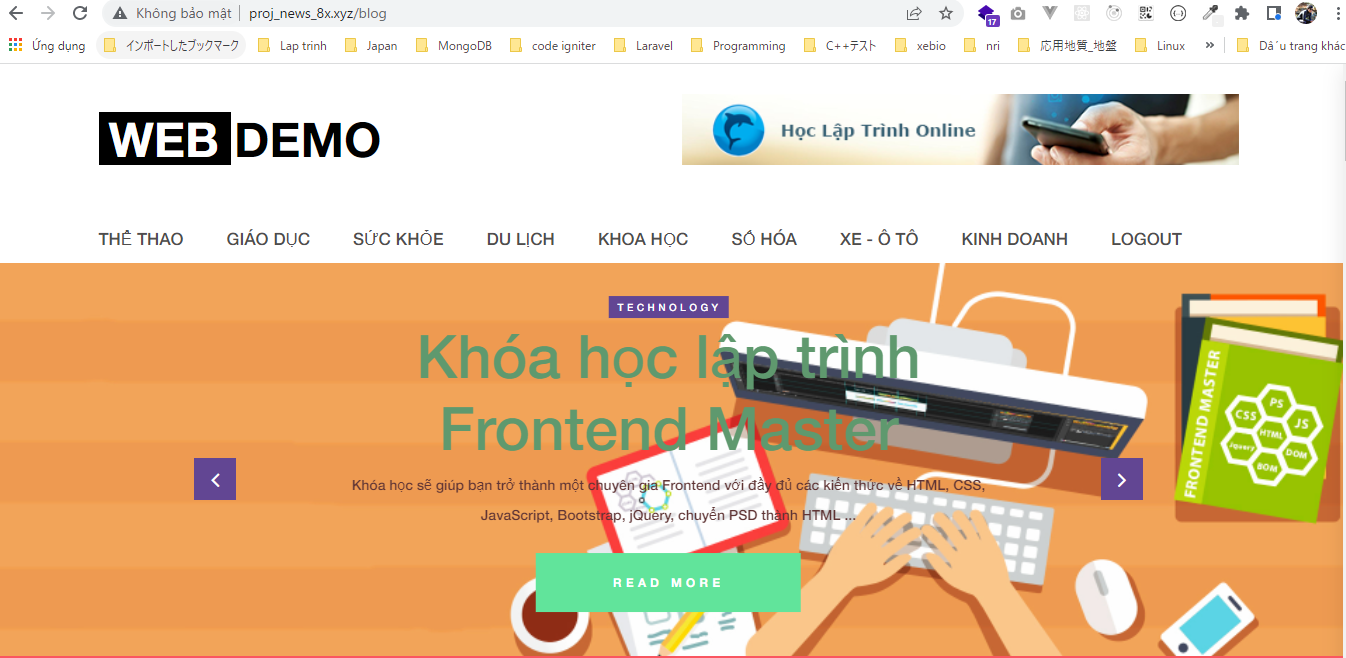 Không bảo mật
proj_news_8x.xyz/blog
17
Ứng dụng
インポートしたブックマーク
Lap trinh
Japan
MongoDB
code igniter
Laravel
Programming
C++テスト
xebio
nri
応用地質_地盤
Linux
»
Dấu trang khác
WEB DEMO
Học Lập Trình Online
THỂ THAO
GIÁO DỤC
SỨC KHỎE
DU LỊCH
KHOA HỌC
SỐ HÓA
XE - Ô TÔ
KINH DOANH
LOGOUT
TECHNOLOGY
Khóa học lập trình
Frontend Master
Khóa học sẽ giúp bạn trở thành một chuyên gia Frontend với đầy đủ các kiến thức về HTML, CSS,
JavaScript, Bootstrap, jQuery, chuyển PSD thành HTML ...
READ MORE
FRONTEND MASTER
PS
CSS
JS
HTML
jquery
DOM
BOM